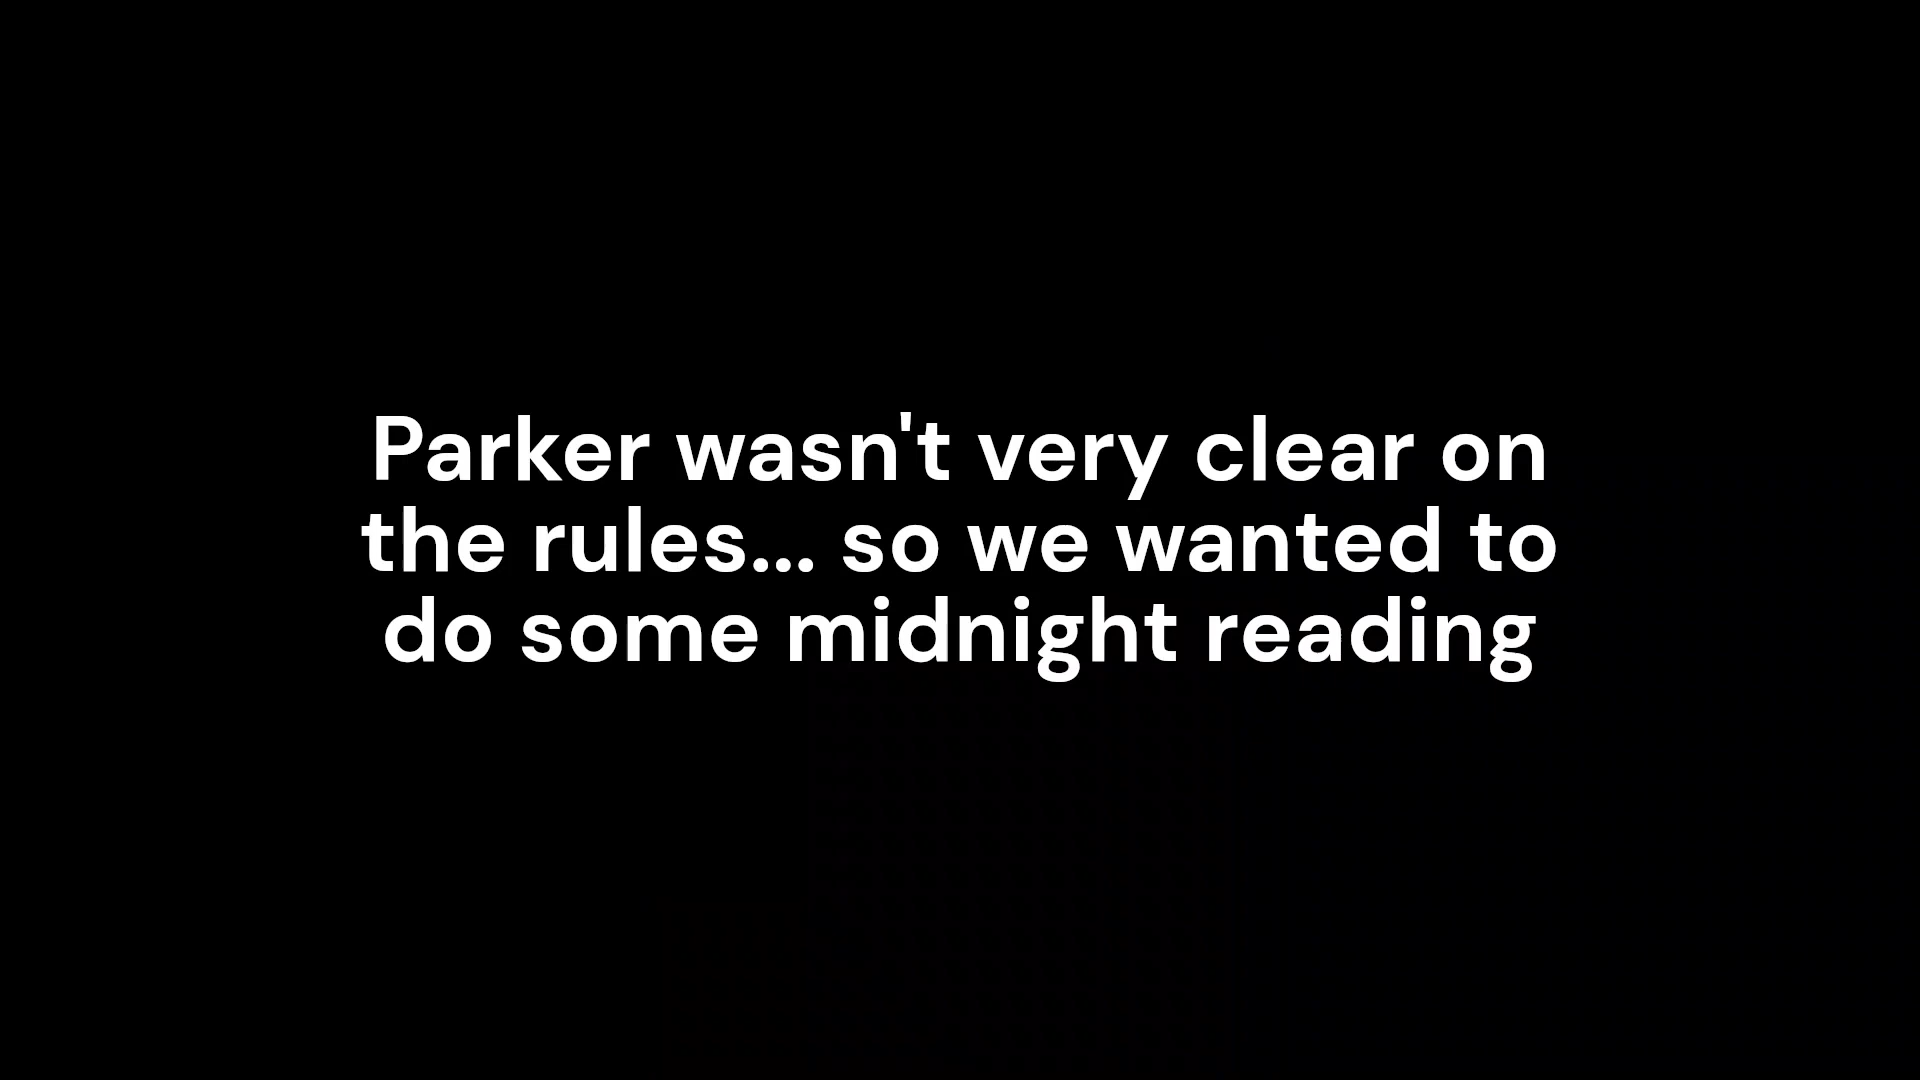 Parker wasn't very clear on
the rules... so we wanted to
do some midnight reading